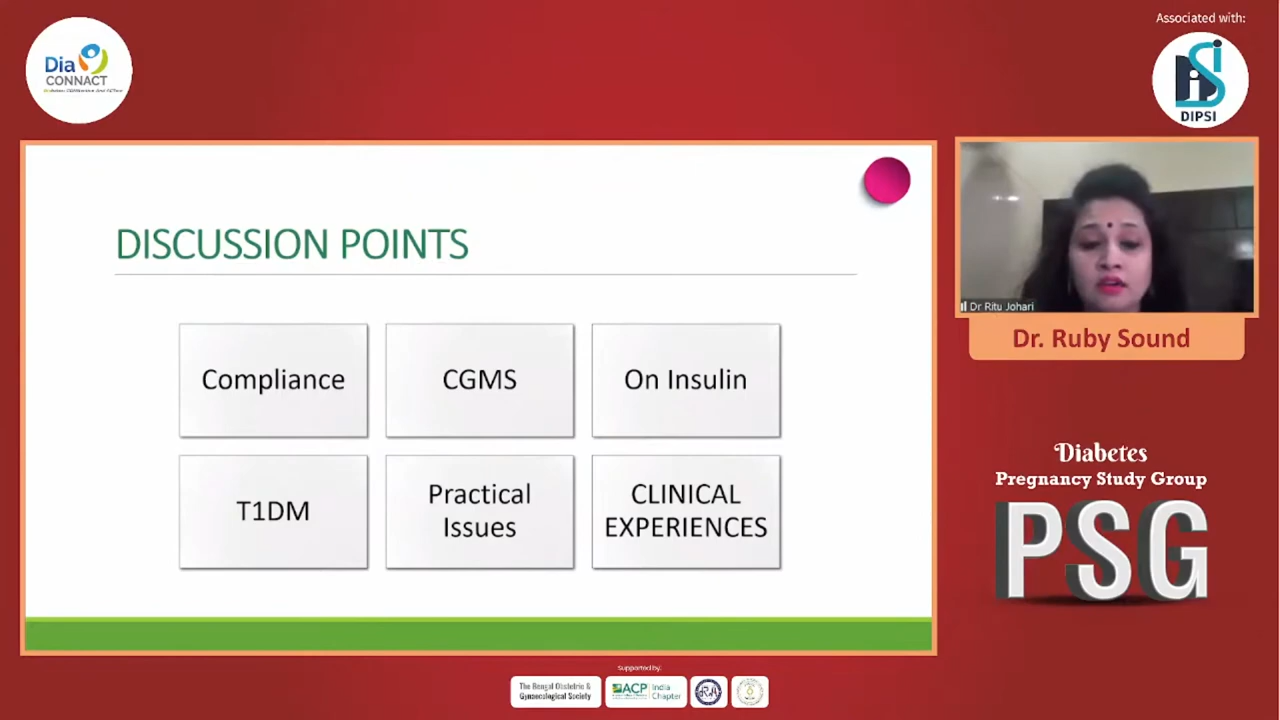 Associated with:
Dia
CONNACT
DIPSI
DISCUSSION POINTS
Compliance
CGMS
On Insulin
T1DM
Practical
Issues
CLINICAL
EXPERIENCES
Dr Ritu Johari
Dr. Ruby Sound
Diabetes
Pregnancy Study Group
PSG
Supported by:
The Bengal Obstetric &
Gynaecological Society
ACP
India
Chapter